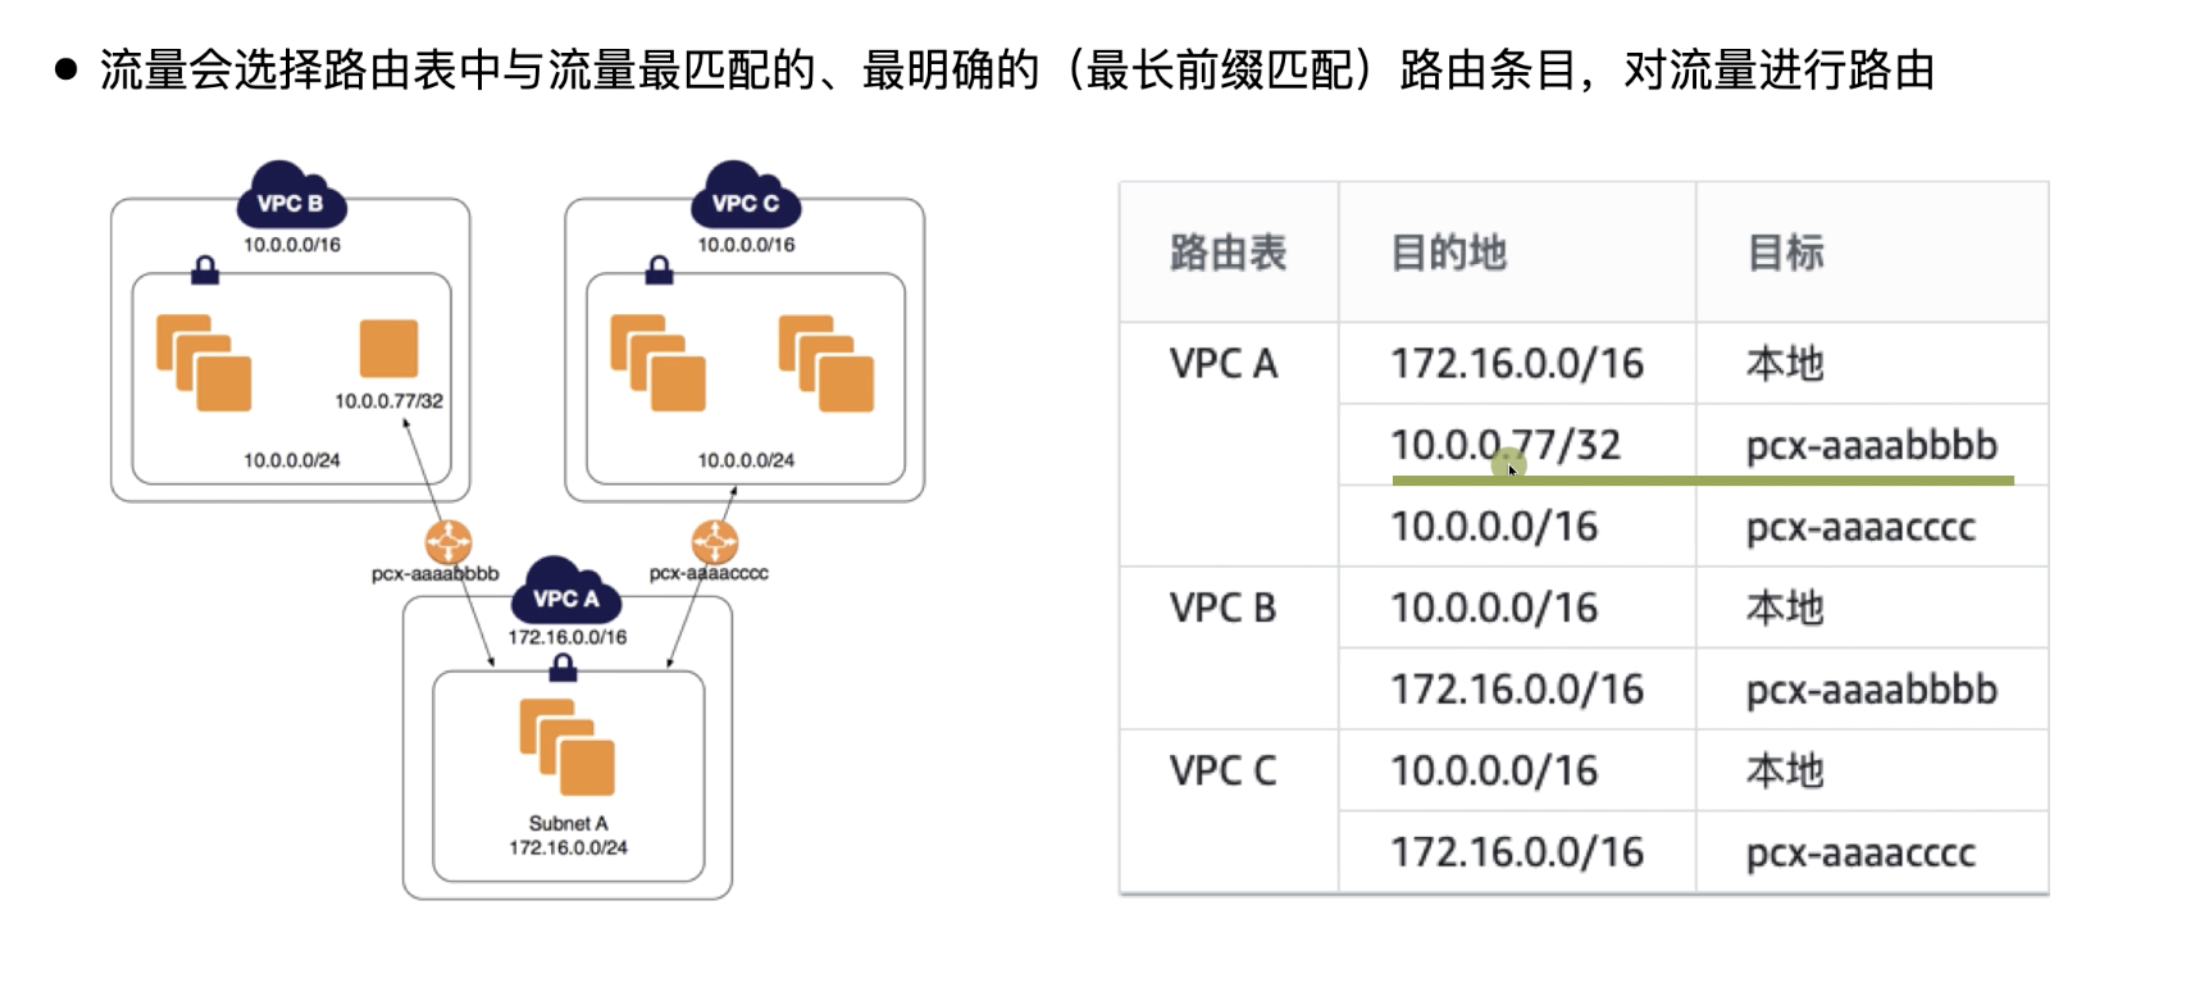 • 流量会选择路由表中与流量最匹配的、最明确的（最长前缀匹配）路由条目，对流量进行路由
VPC B
10.0.0.0/16
10.0.0.77/32
10.0.0.0/24
VPC C
10.0.0.0/16
10.0.0.0/24
pcx-aaaabbbb
pcx-aaaacccc
VPC A
172.16.0.0/16
Subnet A
172.16.0.0/24
路由表 目的地 目标
VPC A 172.16.0.0/16 本地
10.0.0.77/32 pcx-aaaabbbb
10.0.0.0/16 pcx-aaaacccc
VPC B 10.0.0.0/16 本地
172.16.0.0/16 pcx-aaaabbbb
VPC C 10.0.0.0/16 本地
172.16.0.0/16 pcx-aaaacccc